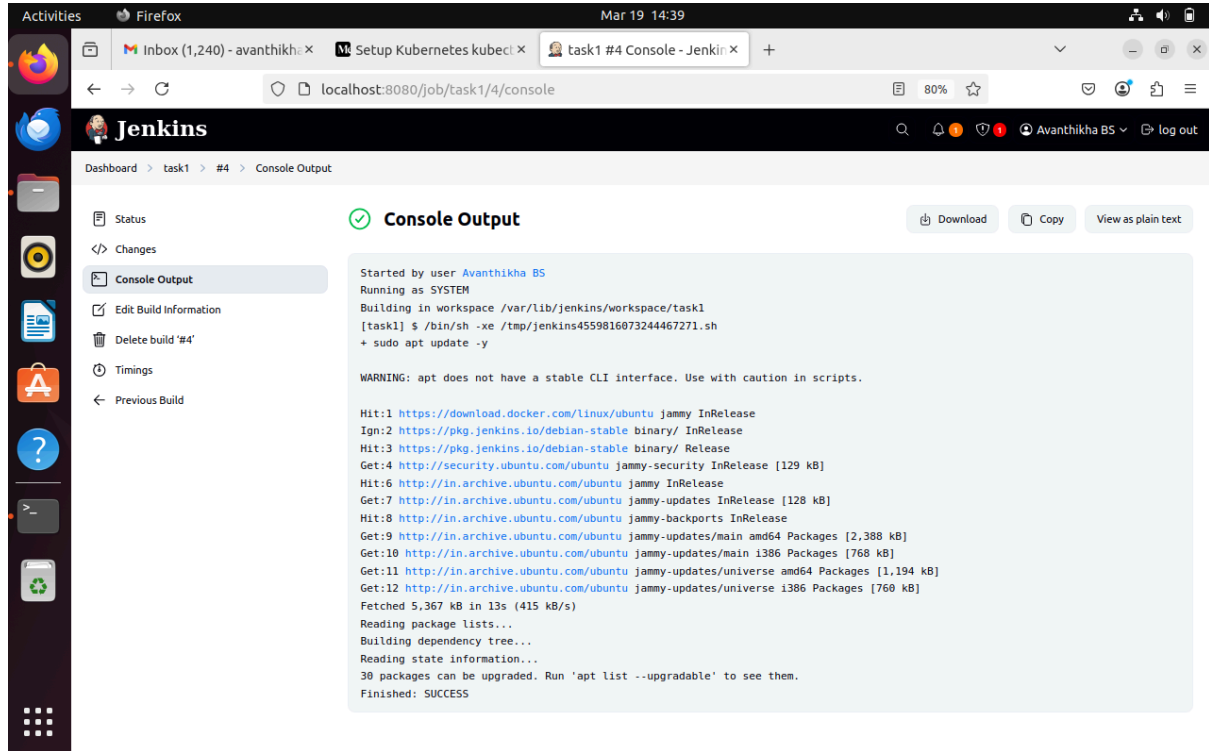 Activities Firefox Mar 19 14:39
Inbox (1,240) - avanthikha Setup Kubernetes kubect task1 #4 Console - Jenkin
localhost:8080/job/task1/4/console 80%
Jenkins 1 1 Avanthikha BS log out
Dashboard > task1 > #4 > Console Output
Status
Changes
Console Output
Edit Build Information
Delete build '#4'
Timings
Previous Build
Console Output Download Copy View as plain text
Started by user Avanthikha BS
Running as SYSTEM
Building in workspace /var/lib/jenkins/workspace/task1
[task1] $ /bin/sh -xe /tmp/jenkins4559816073244467271.sh
+ sudo apt update -y
WARNING: apt does not have a stable CLI interface. Use with caution in scripts.
Hit:1 https://download.docker.com/linux/ubuntu jammy InRelease
Ign:2 https://pkg.jenkins.io/debian-stable binary/ InRelease
Hit:3 https://pkg.jenkins.io/debian-stable binary/ Release
Get:4 http://security.ubuntu.com/ubuntu jammy-security InRelease [129 kB]
Hit:6 http://in.archive.ubuntu.com/ubuntu jammy InRelease
Get:7 http://in.archive.ubuntu.com/ubuntu jammy-updates InRelease [128 kB]
Hit:8 http://in.archive.ubuntu.com/ubuntu jammy-backports InRelease
Get:9 http://in.archive.ubuntu.com/ubuntu jammy-updates/main amd64 Packages [2,388 kB]
Get:10 http://in.archive.ubuntu.com/ubuntu jammy-updates/main i386 Packages [768 kB]
Get:11 http://in.archive.ubuntu.com/ubuntu jammy-updates/universe amd64 Packages [1,194 kB]
Get:12 http://in.archive.ubuntu.com/ubuntu jammy-updates/universe i386 Packages [760 kB]
Fetched 5,367 kB in 13s (415 kB/s)
Reading package lists...
Building dependency tree...
Reading state information...
30 packages can be upgraded. Run 'apt list --upgradable' to see them.
Finished: SUCCESS